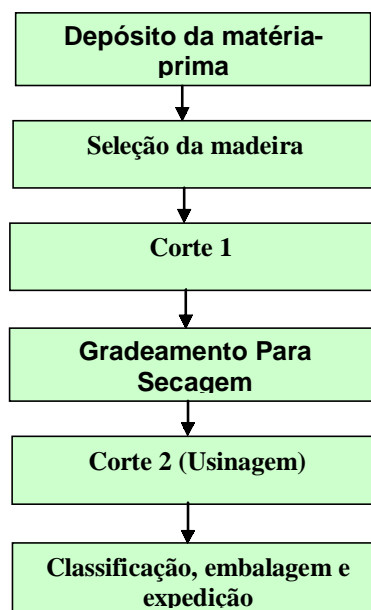 Depósito da matéria-
prima
Seleção da madeira
Corte 1
Gradeamento Para
Secagem
Corte 2 (Usinagem)
Classificação, embalagem e
expedição